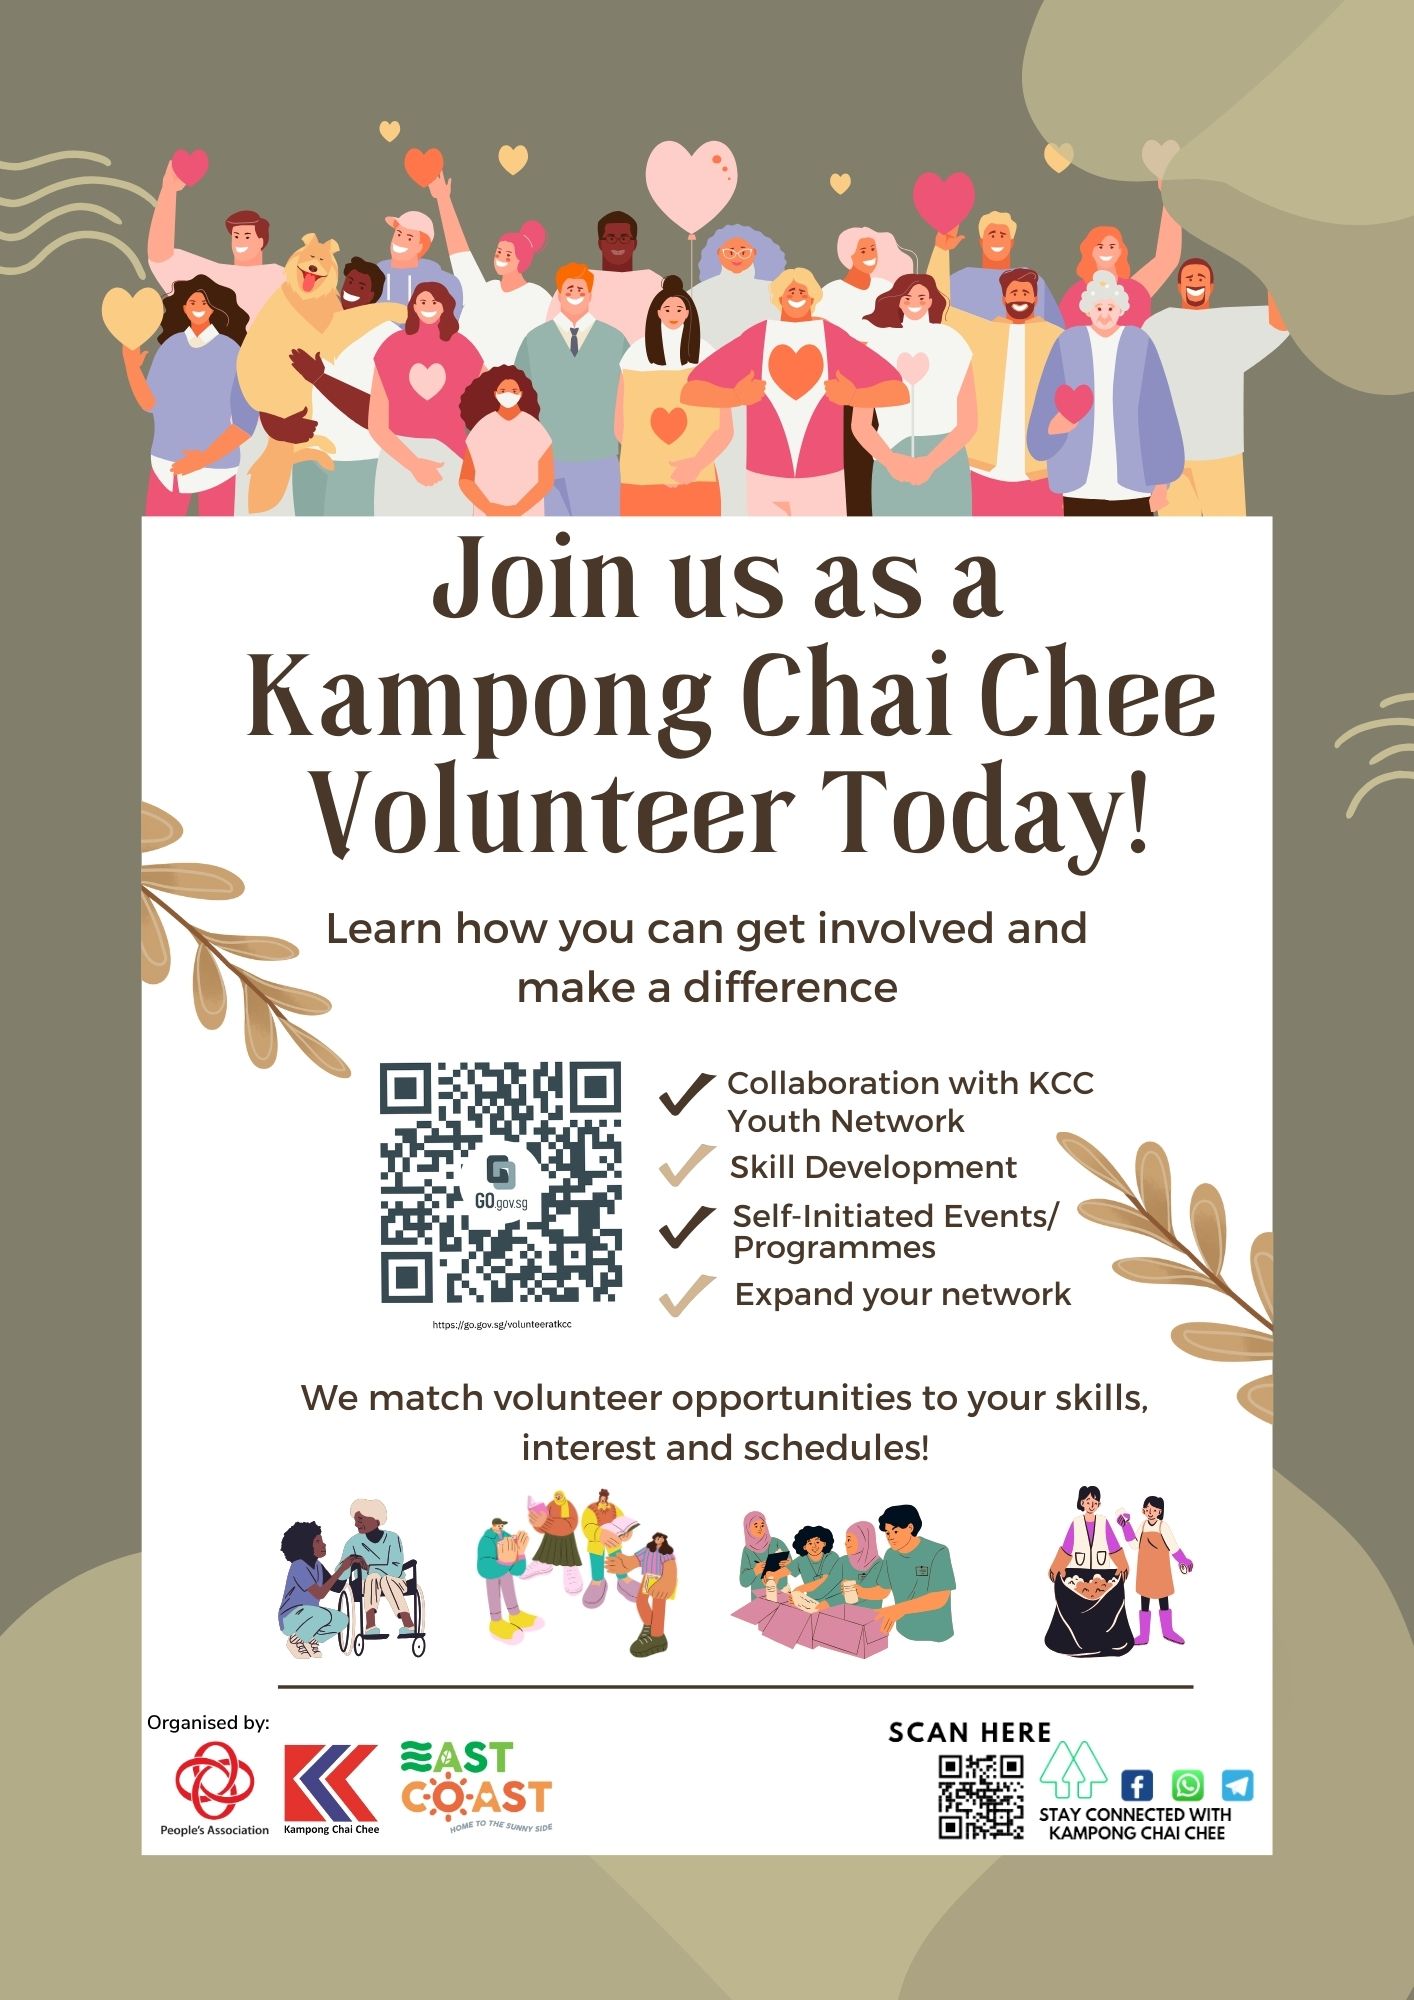 Join us as a
Kampong Chai Chee
Volunteer Today!
Learn how you can get involved and
make a difference
GO.gov.sg
https://go.gov.sg/volunteeratkcc
Collaboration with KCC
Youth Network
Skill Development
Self-Initiated Events/
Programmes
Expand your network
We match volunteer opportunities to your skills,
interest and schedules!
Organised by:
People's Association
Kampong Chai Chee
EAST
COAST
HOME TO THE SUNNY SIDE
SCAN HERE
STAY CONNECTED WITH
KAMPONG CHAI CHEE